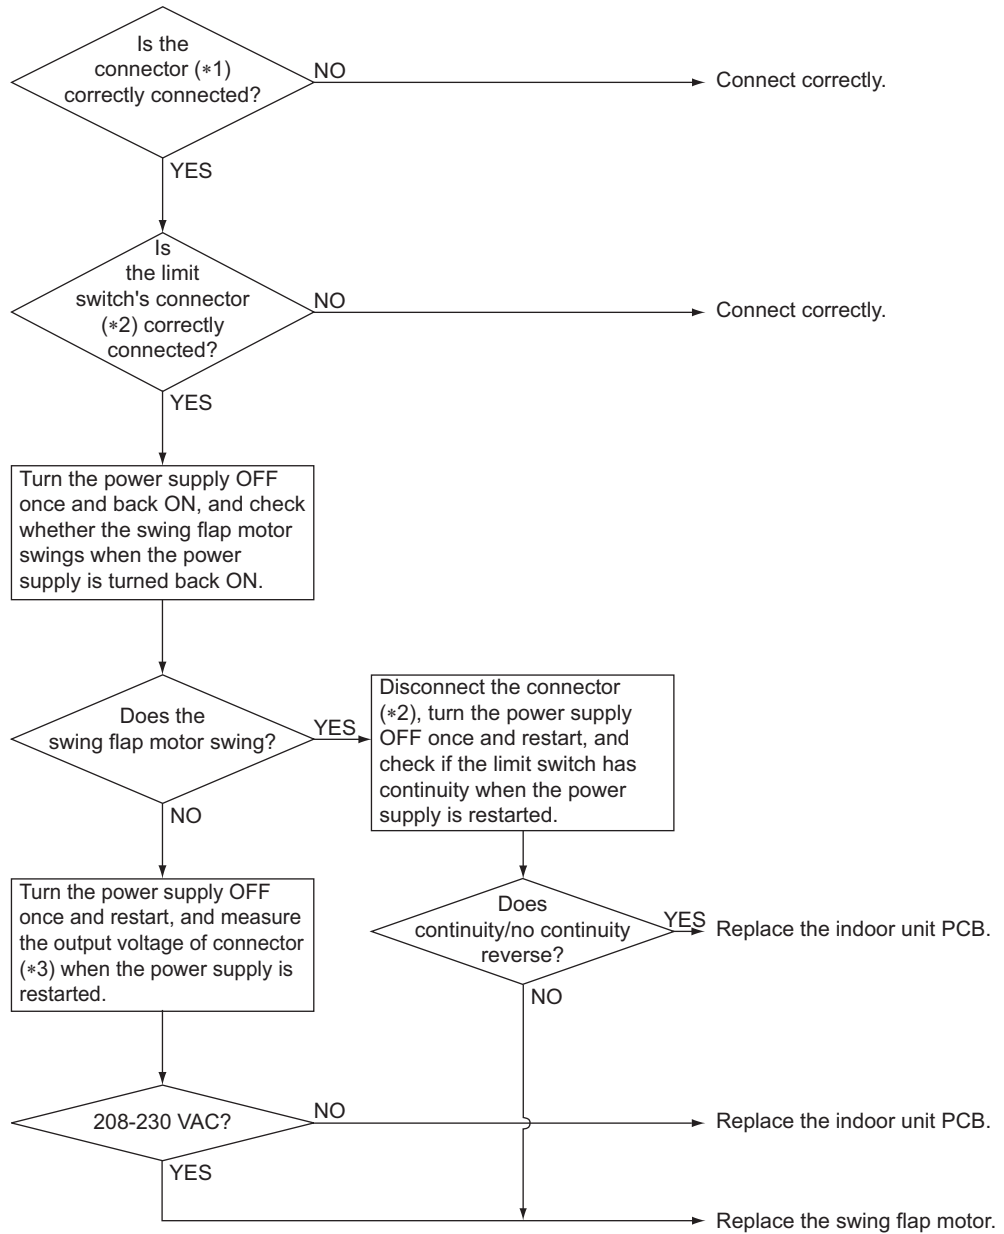 Is the
connector (∗1)
correctly connected?
NO
Connect correctly.
YES
Is
the limit
switch's connector
(∗2) correctly
connected?
NO
Connect correctly.
YES
Turn the power supply OFF
once and back ON, and check
whether the swing flap motor
swings when the power
supply is turned back ON.
Does the
swing flap motor swing?
YES
Disconnect the connector
(∗2), turn the power supply
OFF once and restart, and
check if the limit switch has
continuity when the power
supply is restarted.
NO
Turn the power supply OFF
once and restart, and measure
the output voltage of connector
(∗3) when the power supply is
restarted.
Does
continuity/no continuity
reverse?
YES
Replace the indoor unit PCB.
NO
208-230 VAC?
NO
Replace the indoor unit PCB.
YES
Replace the swing flap motor.